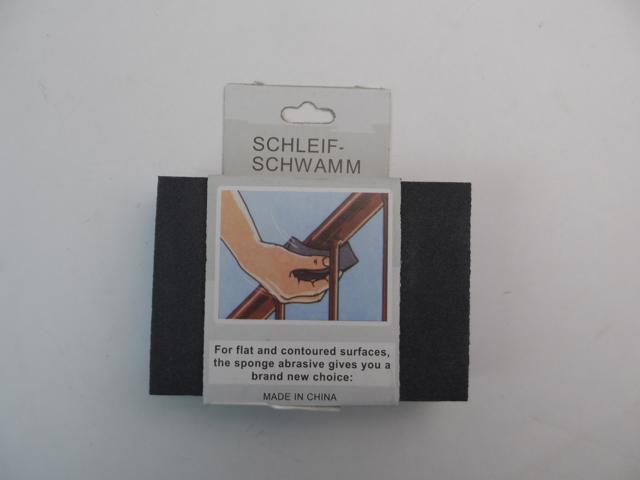 SCHLEIF-
SCHWAMM
For flat and contoured surfaces,
the sponge abrasive gives you a
brand new choice:
MADE IN CHINA